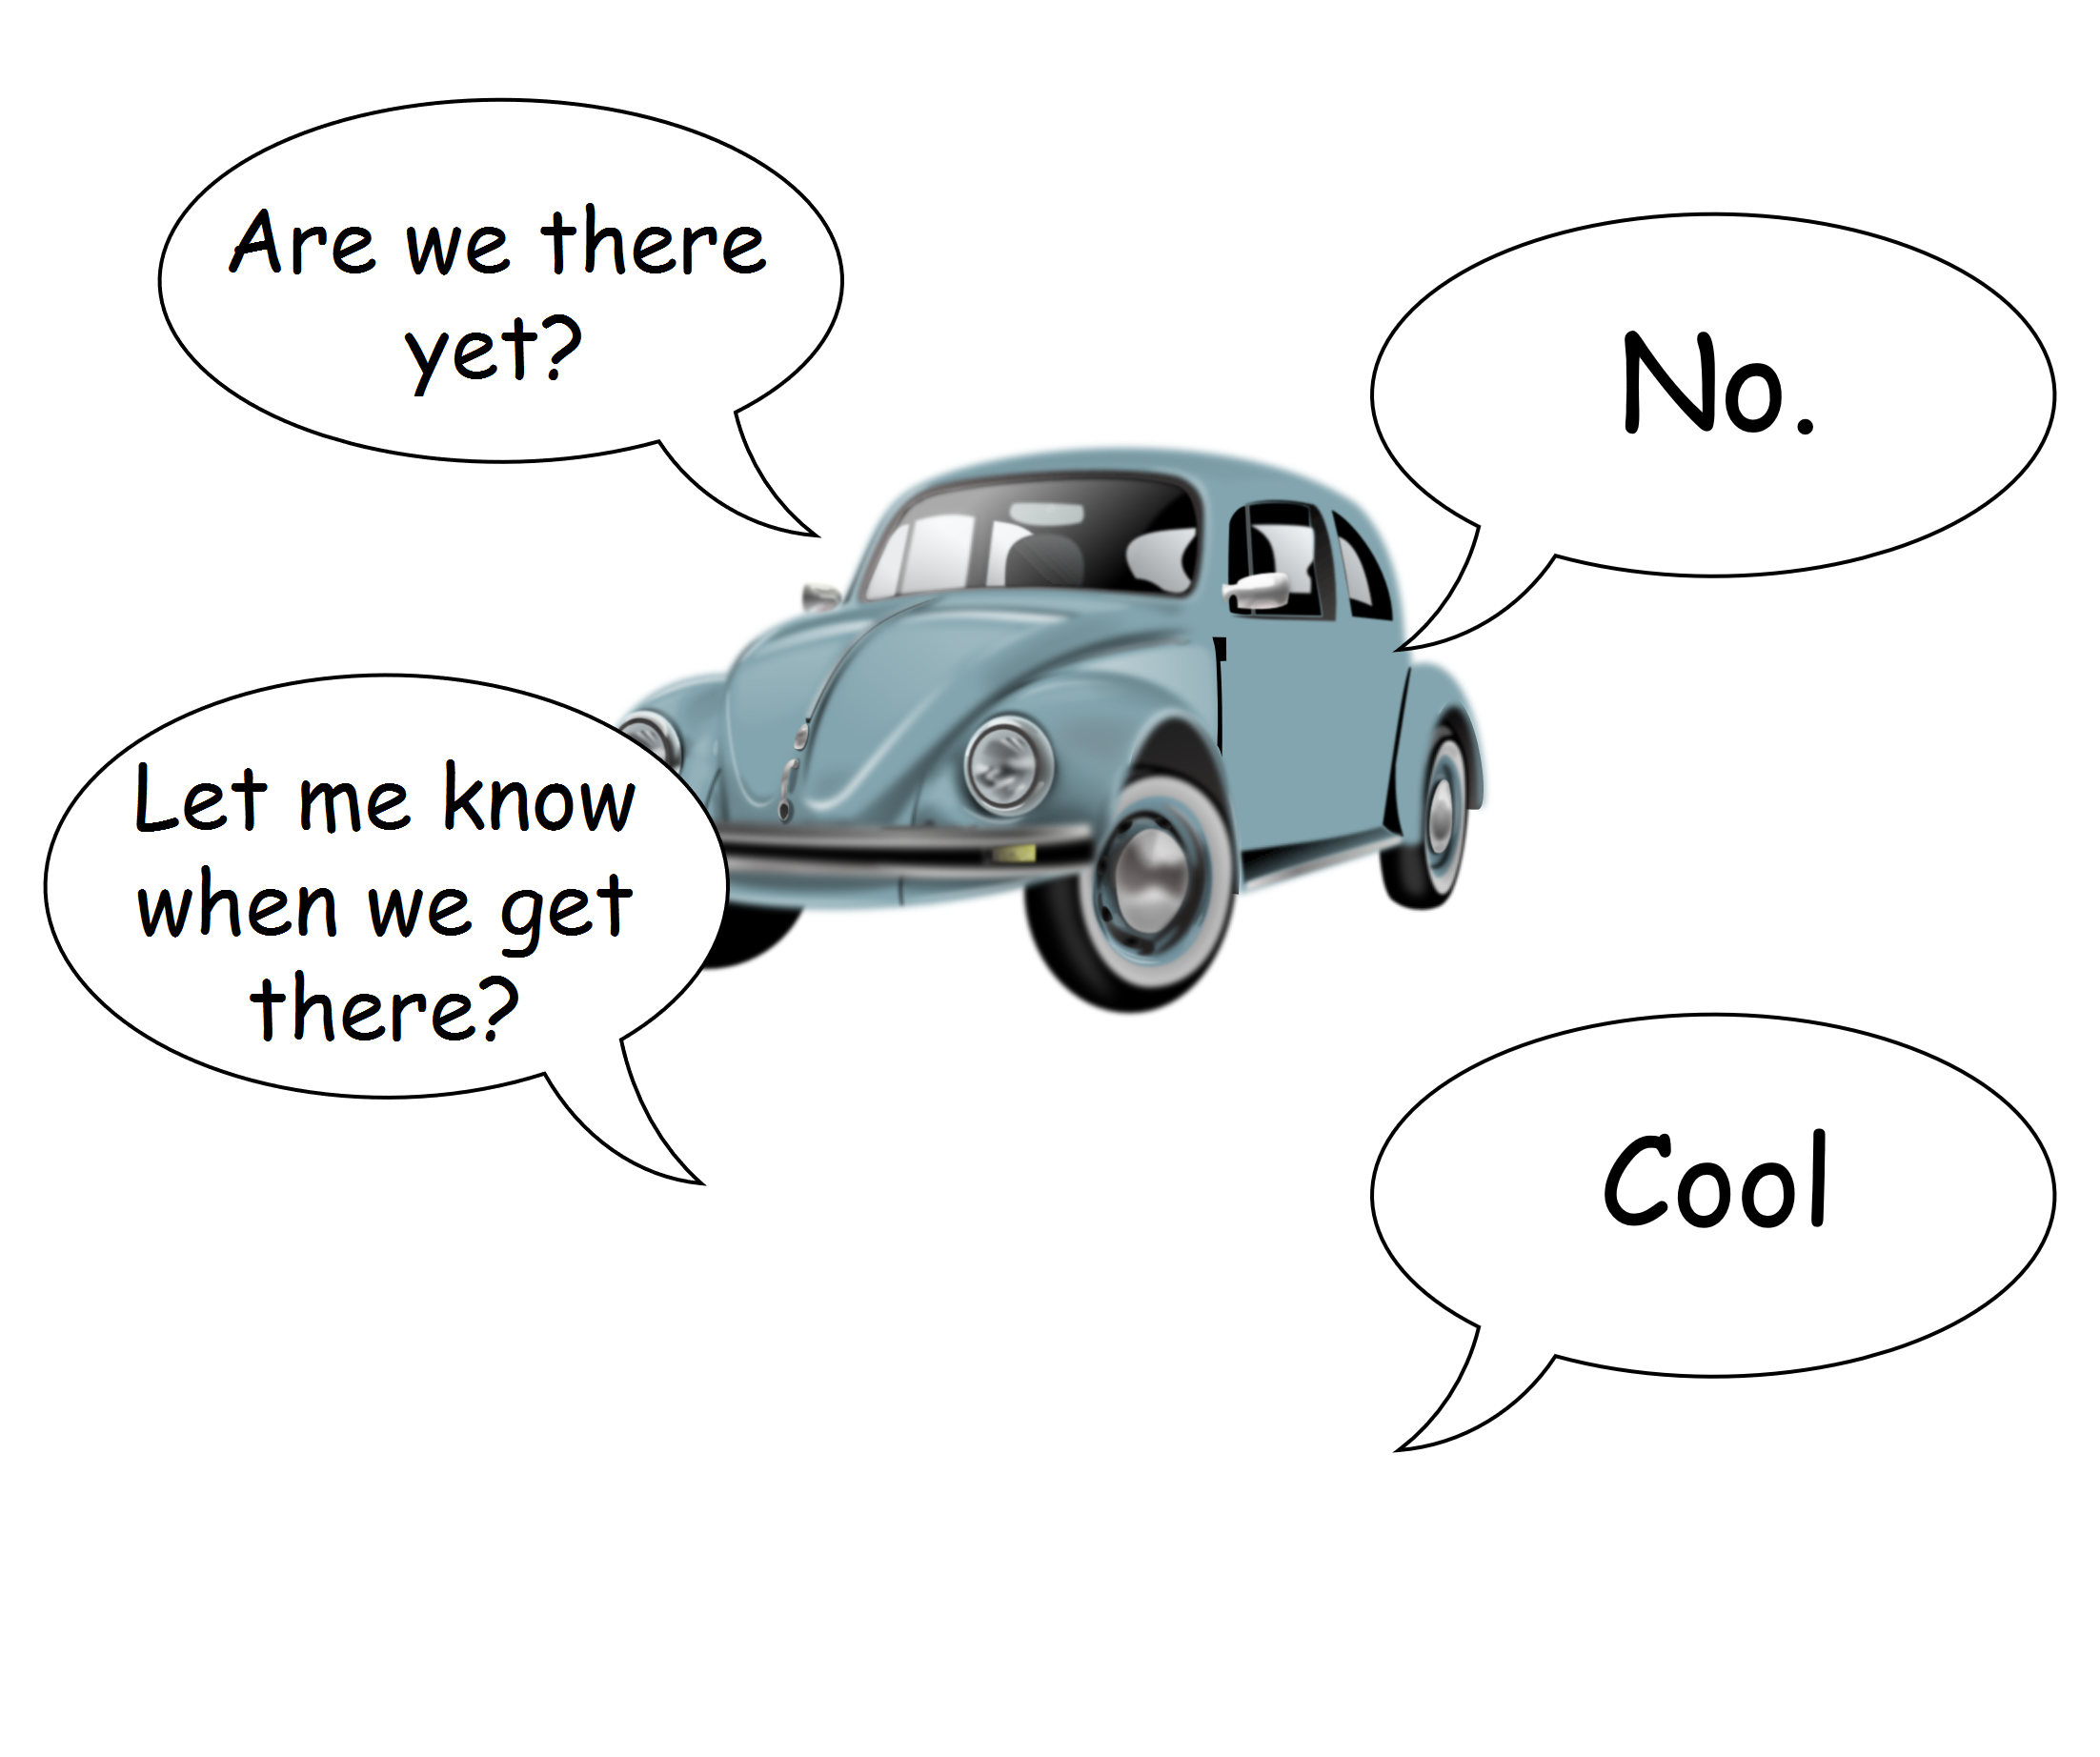 Are we there
yet?
No.
Let me know
when we get
there?
Cool